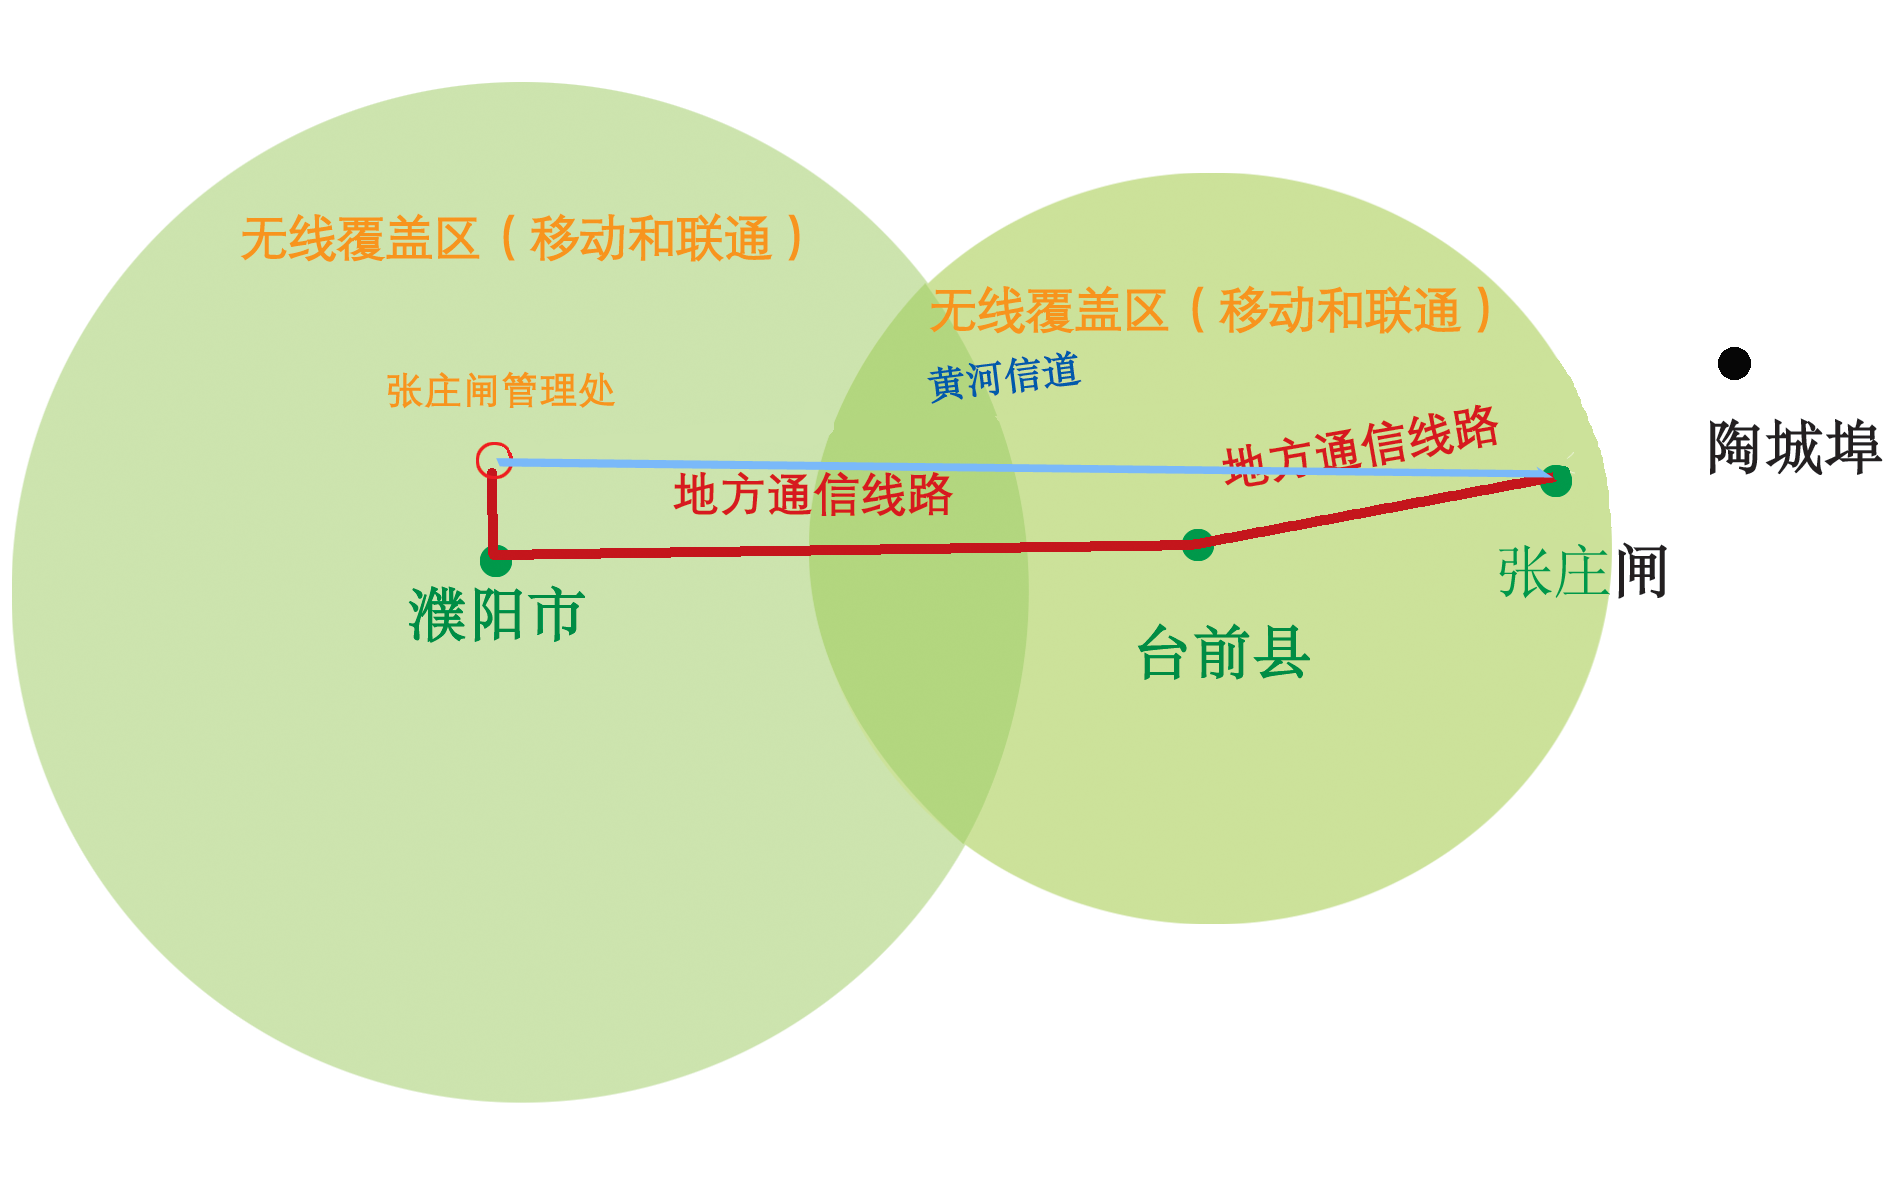 无线覆盖区（移动和联通）
无线覆盖区（移动和联通）
黄河信道
张庄闸管理处
地方通信线路
陶城埠
地方通信线路
张庄闸
濮阳市
台前县